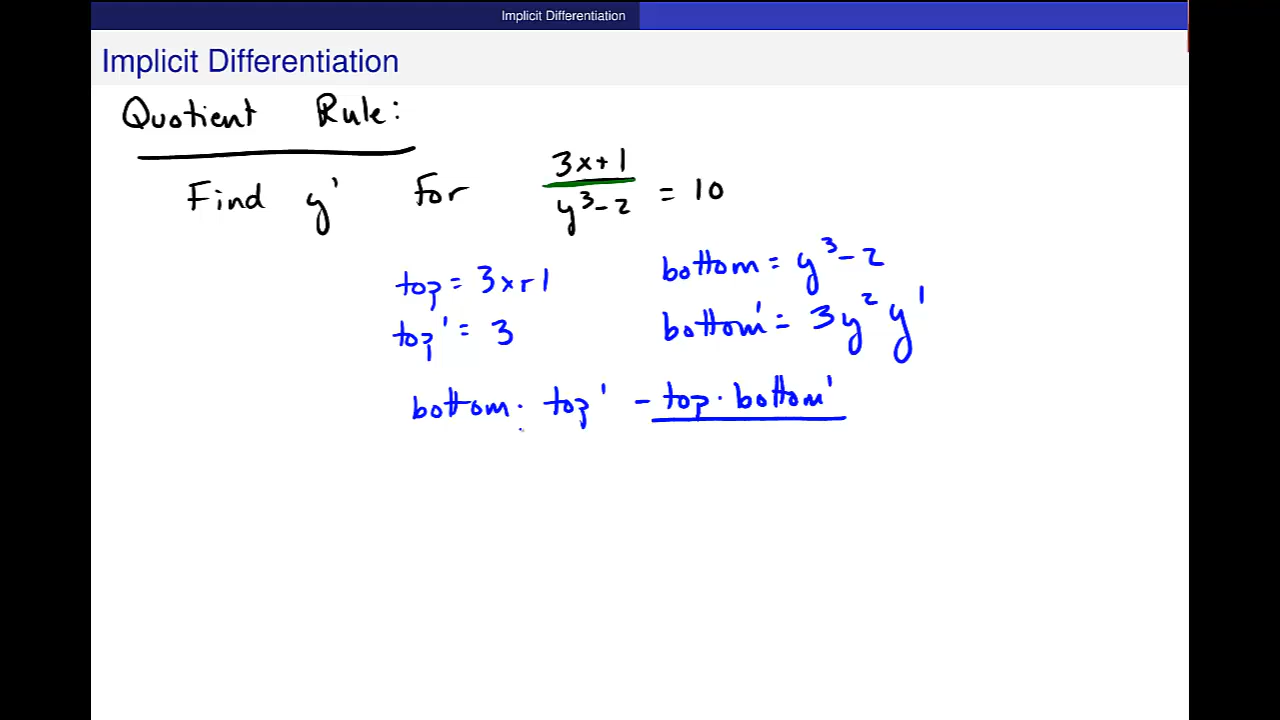 Implicit Differentiation
Implicit Differentiation
Quotient Rule:
Find y' for (3x+1)/(y³-2) = 10
top = 3x+1 bottom = y³-2
top' = 3 bottom' = 3y² y'
bottom · top' - top · bottom'